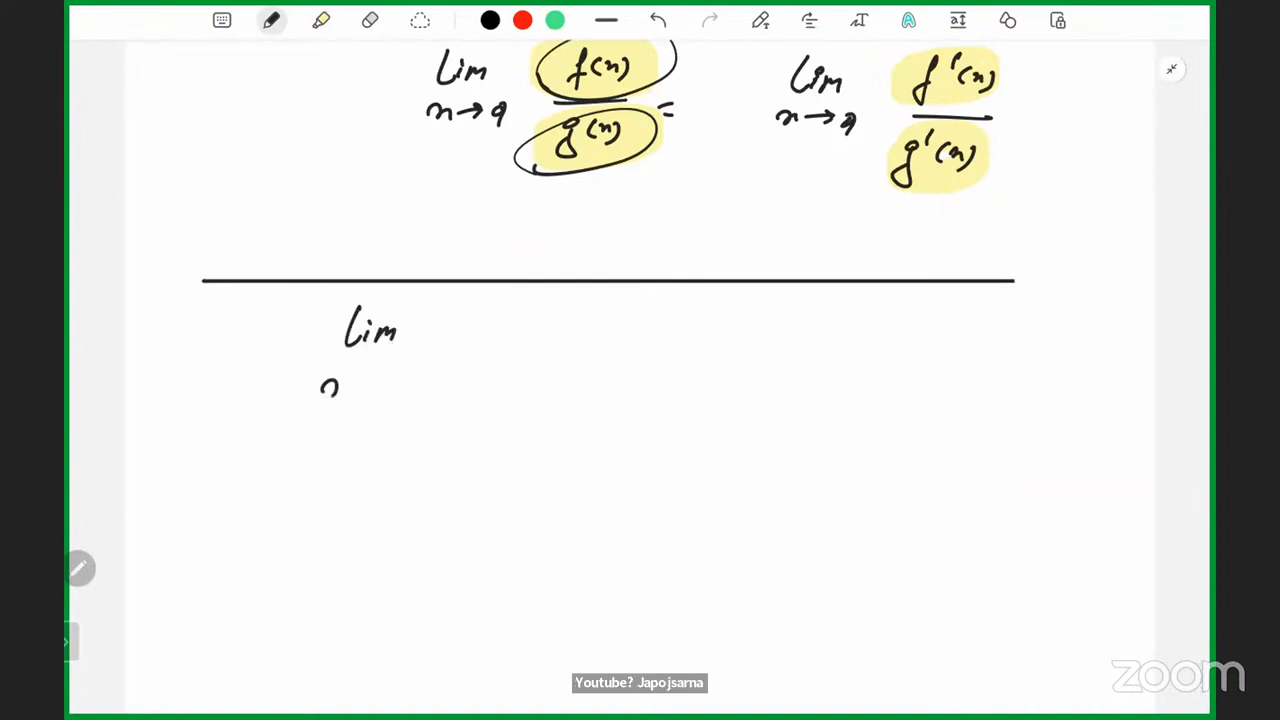 Lim f(x) = Lim f'(x)
x→a g(x) x→a g'(x)
Lim
Youtube? Japojsarna
zoom